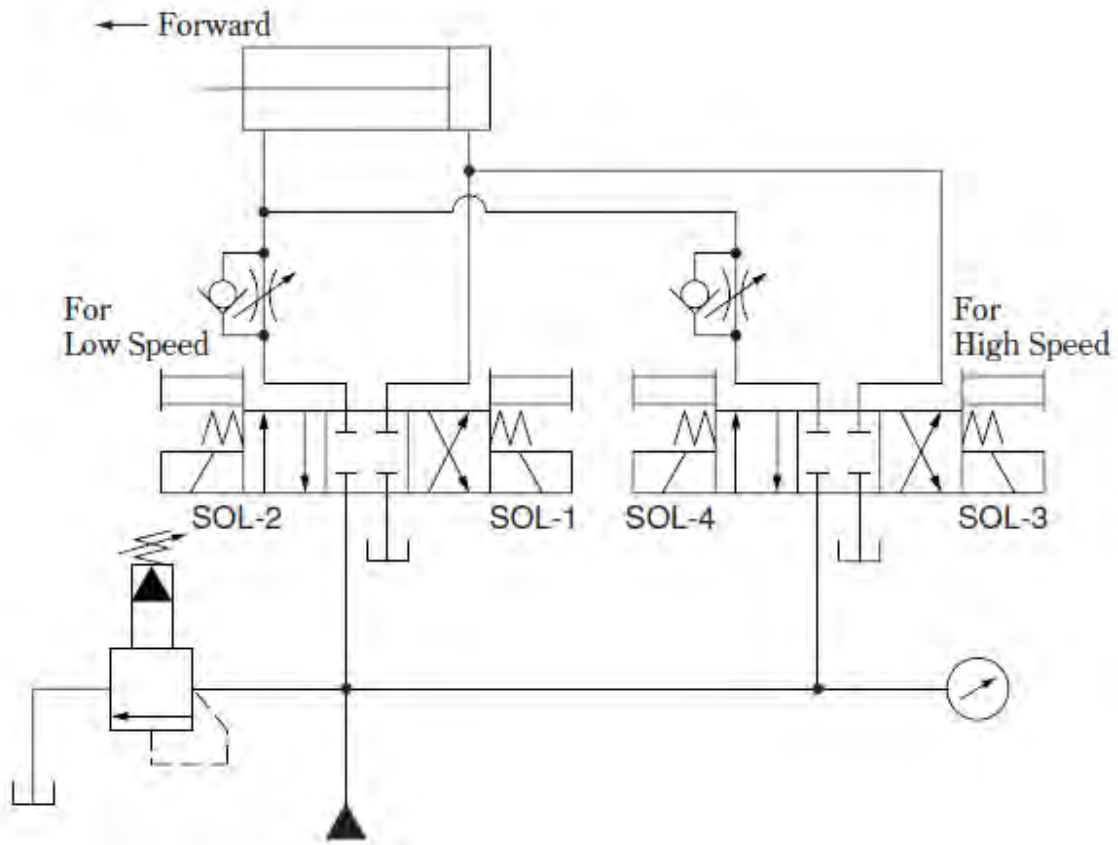 Forward
For
Low Speed
For
High Speed
SOL-2
SOL-1
SOL-4
SOL-3